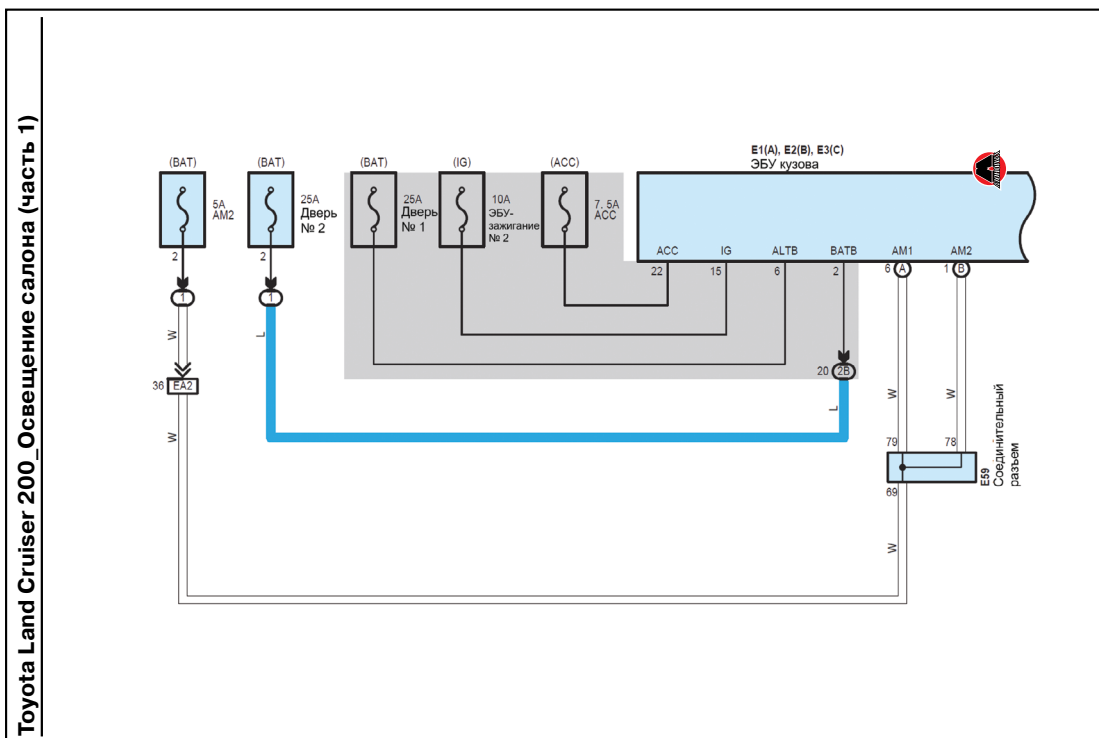 Toyota Land Cruiser 200_Освещение салона (часть 1)
E1(A), E2(B), E3(C)
ЭБУ кузова
(BAT)
(BAT)
(BAT)
(IG)
(ACC)
5A
AM2
25A
Дверь
№ 2
25A
Дверь
№ 1
10A
ЭБУ-
зажигание
№ 2
7. 5A
ACC
ACC
IG
ALTB
BATB
AM1
AM2
2
2
22
15
6
2
6
A
1
B
1
1
W
L
36
EA2
20
2B
W
L
W
W
79
78
69
E59
Соединительный
разъем
W